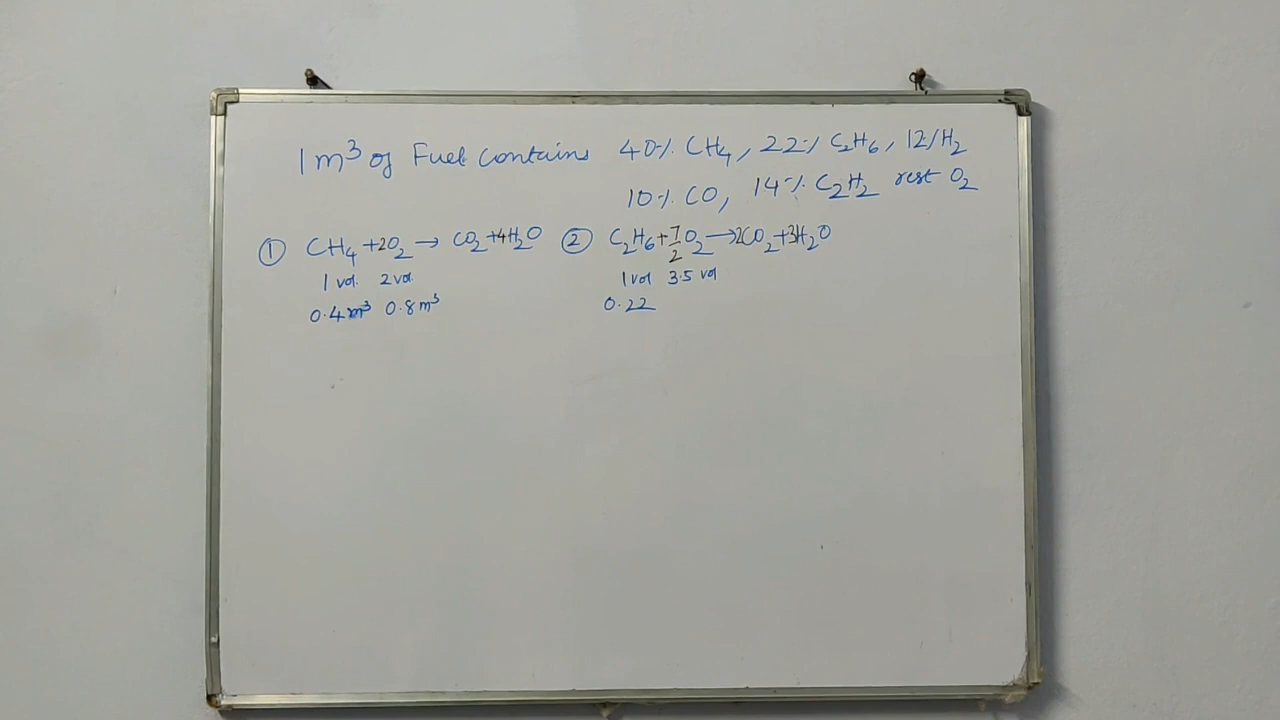 1 m³ of Fuel Contains 40% CH₄, 22% C₂H₆, 12% H₂
10% CO, 14% C₂H₂ rest O₂
① CH₄ + 2O₂ → CO₂ + 4H₂O ② C₂H₆ + 7/2 O₂ → 2CO₂ + 3H₂O
1 vol. 2 vol 1 vol 3.5 vol
0.4 m³ 0.8 m³ 0.22